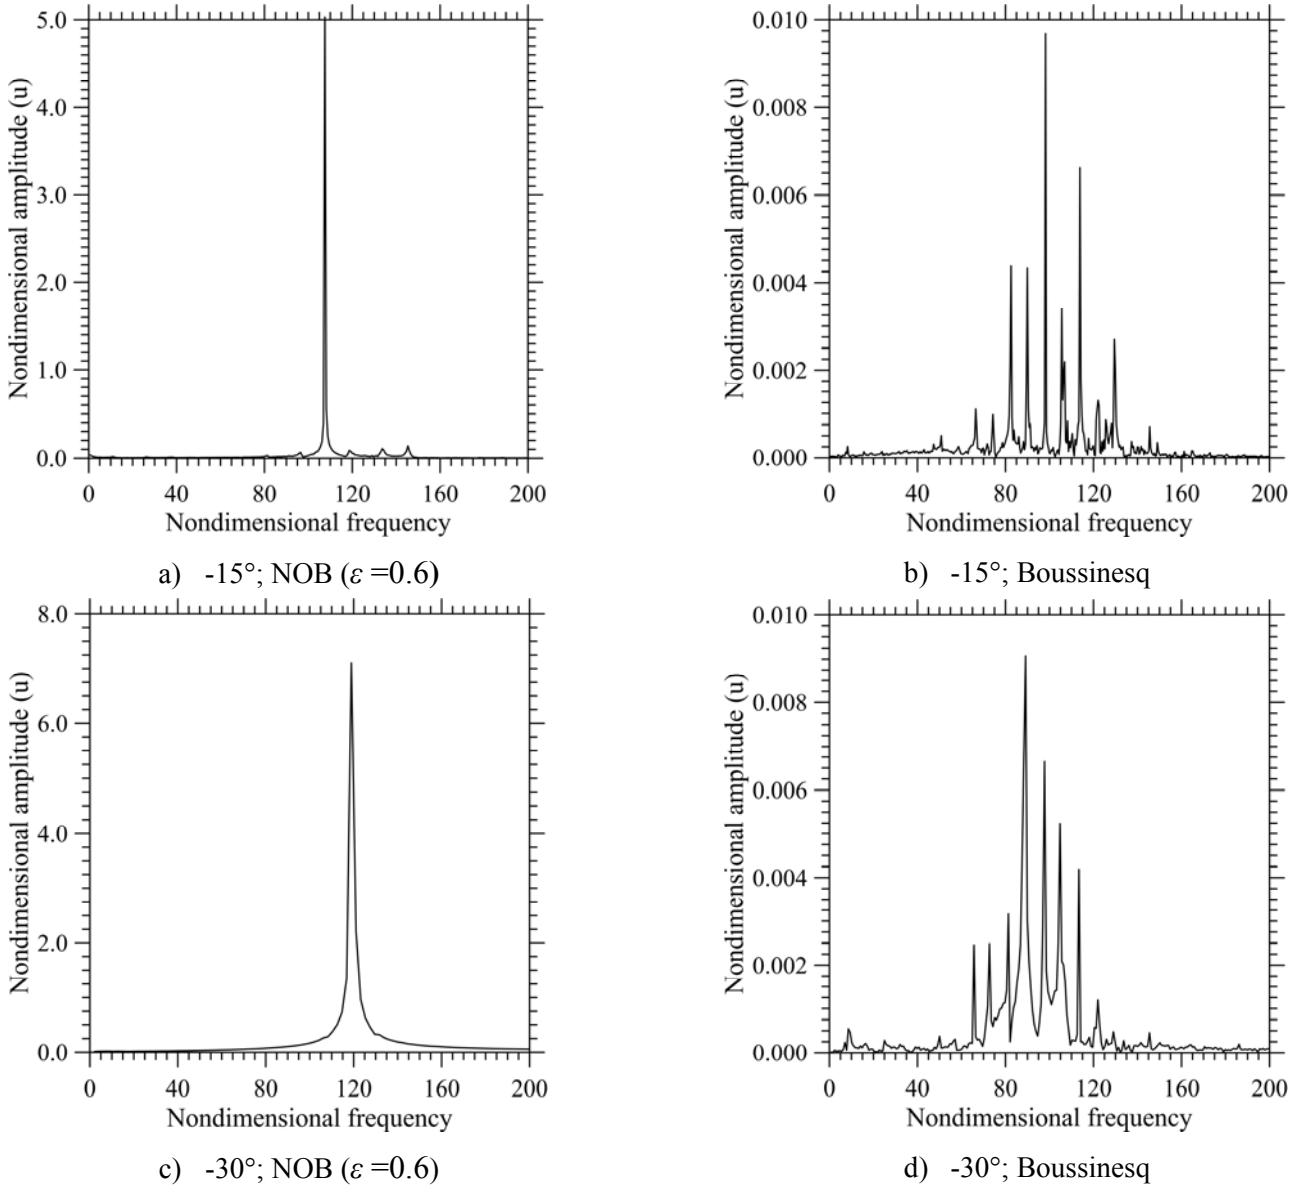 5.0
4.0
3.0
2.0
1.0
0.0
Nondimensional amplitude (u)
0 40 80 120 160 200
Nondimensional frequency
a) -15°; NOB (ε =0.6)
0.010
0.008
0.006
0.004
0.002
0.000
Nondimensional amplitude (u)
0 40 80 120 160 200
Nondimensional frequency
b) -15°; Boussinesq
8.0
6.0
4.0
2.0
0.0
Nondimensional amplitude (u)
0 40 80 120 160 200
Nondimensional frequency
c) -30°; NOB (ε =0.6)
0.010
0.008
0.006
0.004
0.002
0.000
Nondimensional amplitude (u)
0 40 80 120 160 200
Nondimensional frequency
d) -30°; Boussinesq